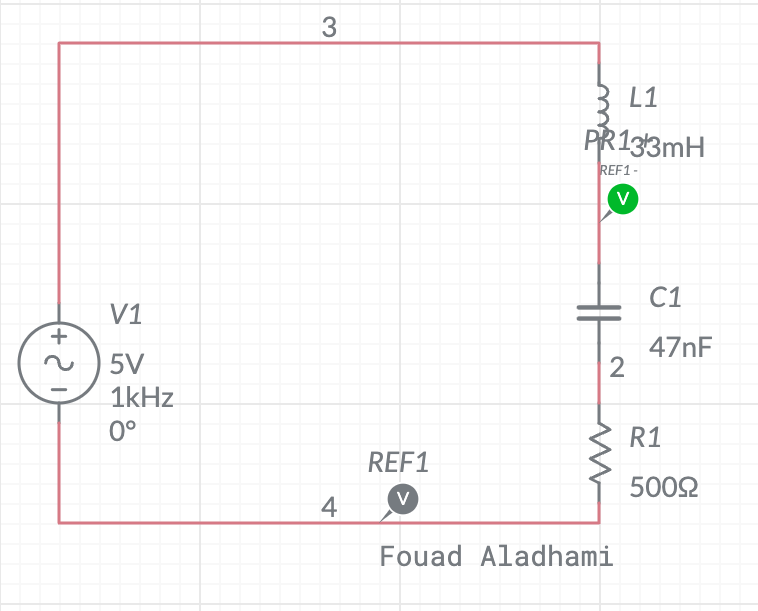 3
L1
PR1+
33mH
REF1-
V
V1
+
5V
1kHz
0°
C1
47nF
2
R1
500Ω
REF1
V
4
Fouad Aladhami